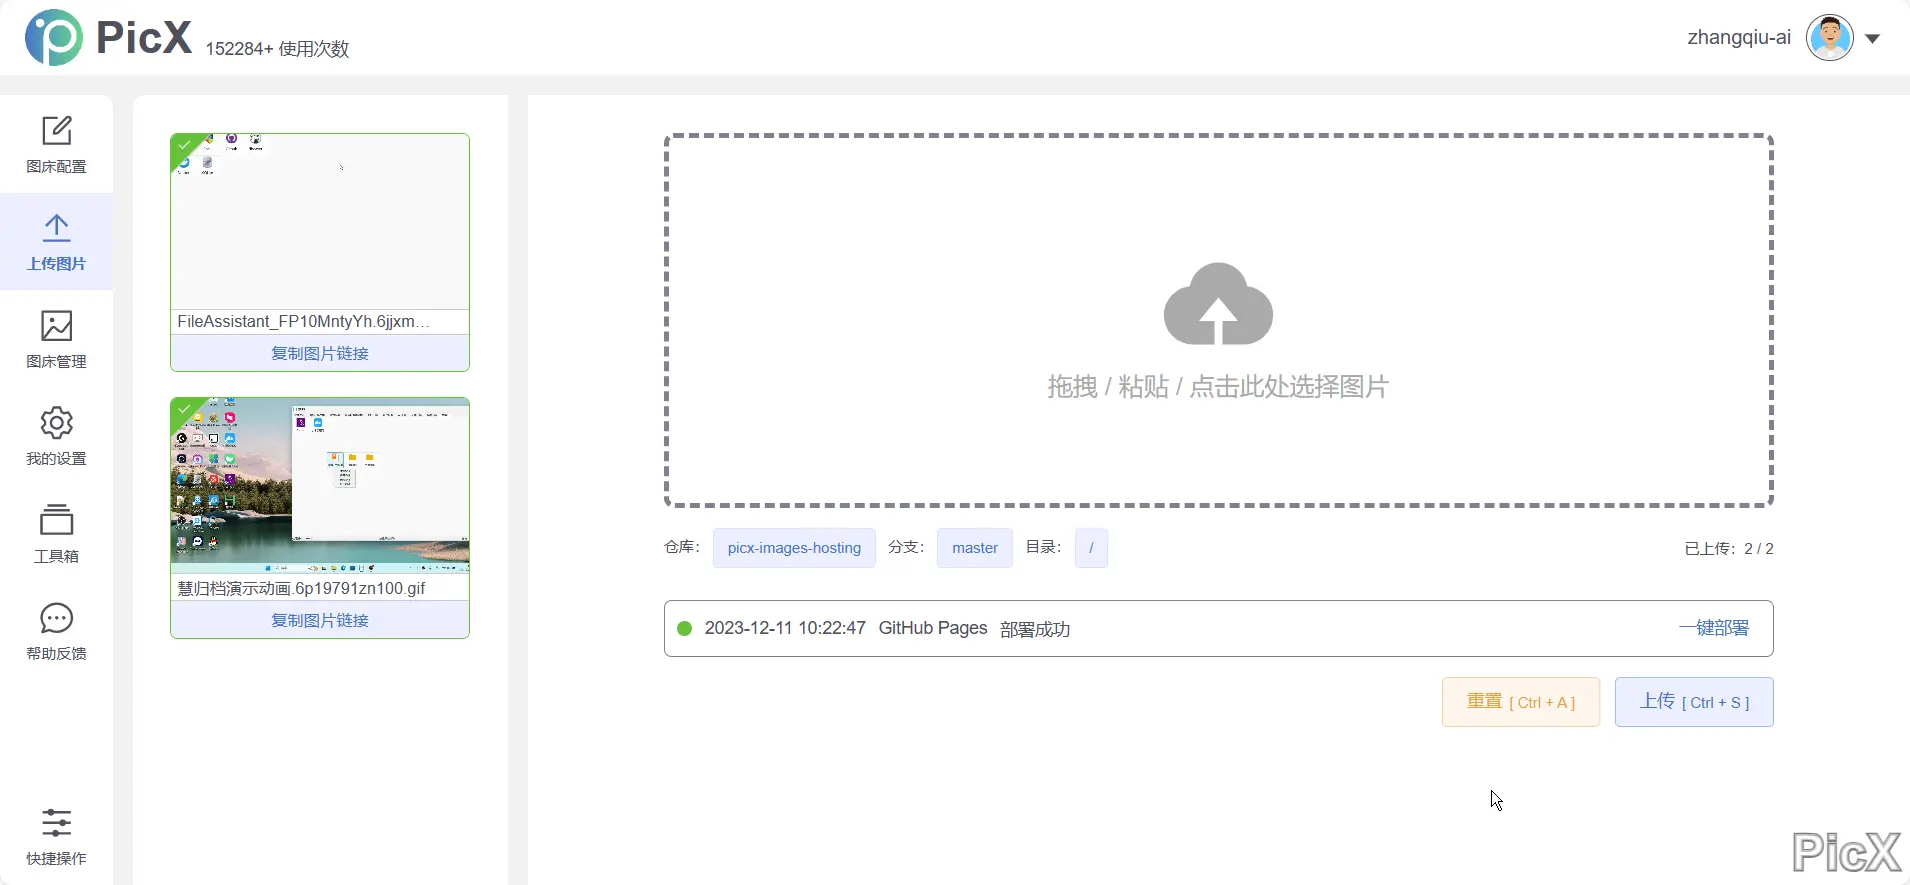 PicX 152284+ 使用次数
zhangqiu-ai
图床配置
上传图片
图床管理
我的设置
工具箱
帮助反馈
快捷操作
FileAssistant_FP10MntyYh.6jjxm…
复制图片链接
慧归档演示动画.6p19791zn100.gif
复制图片链接
拖拽 / 粘贴 / 点击此处选择图片
仓库： picx-images-hosting 分支： master 目录： / 已上传：2 / 2
2023-12-11 10:22:47 GitHub Pages 部署成功 一键部署
重置 [ Ctrl + A ] 上传 [ Ctrl + S ]
PicX